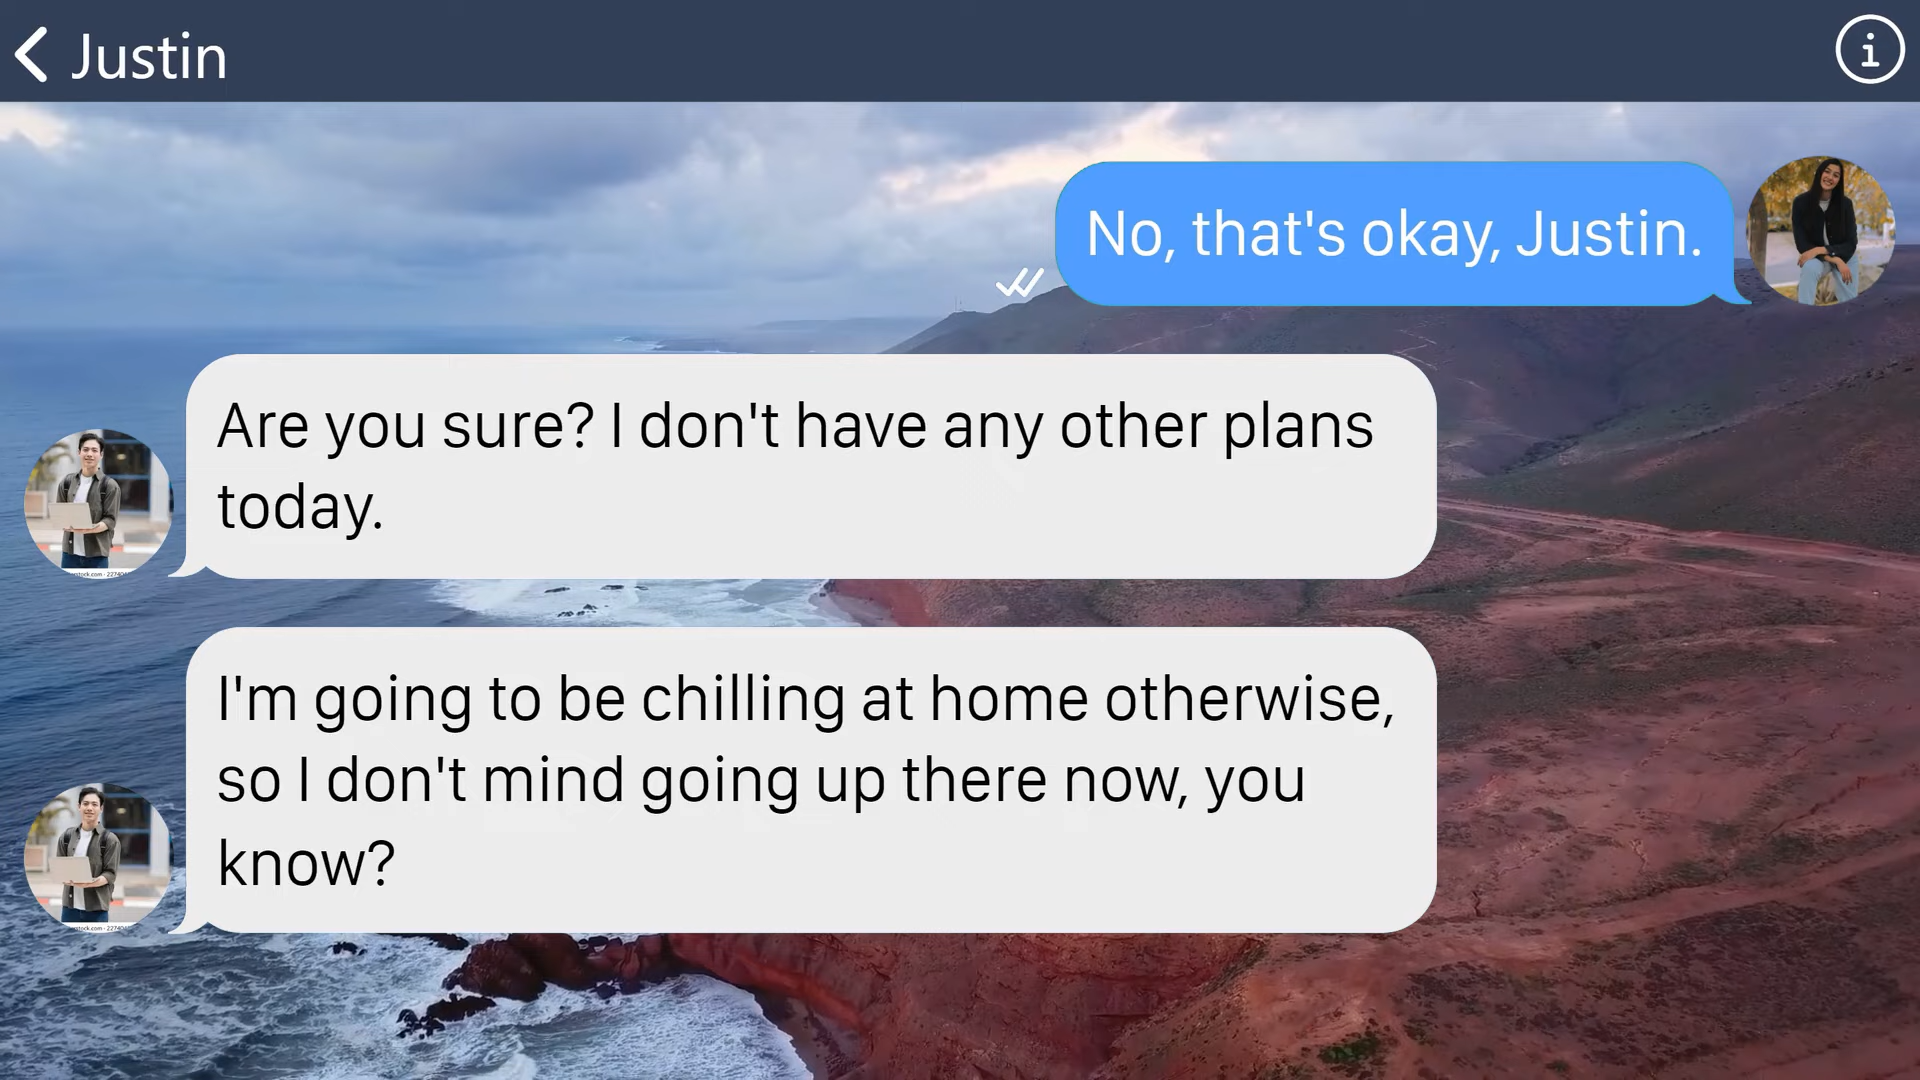 Justin
No, that's okay, Justin.
Are you sure? I don't have any other plans
today.
I'm going to be chilling at home otherwise,
so I don't mind going up there now, you
know?